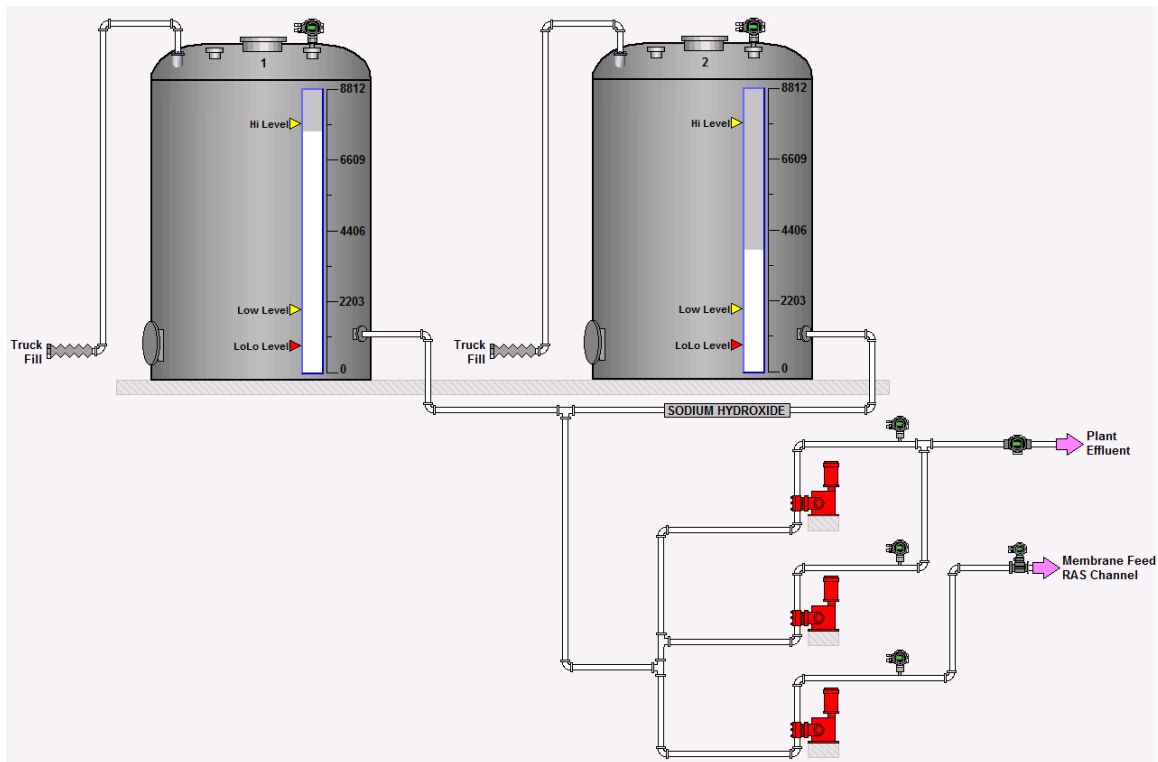 1
8812
Hi Level
6609
4406
2203
Low Level
LoLo Level
0
Truck
Fill
2
8812
Hi Level
6609
4406
2203
Low Level
LoLo Level
0
Truck
Fill
SODIUM HYDROXIDE
Plant
Effluent
Membrane Feed
RAS Channel